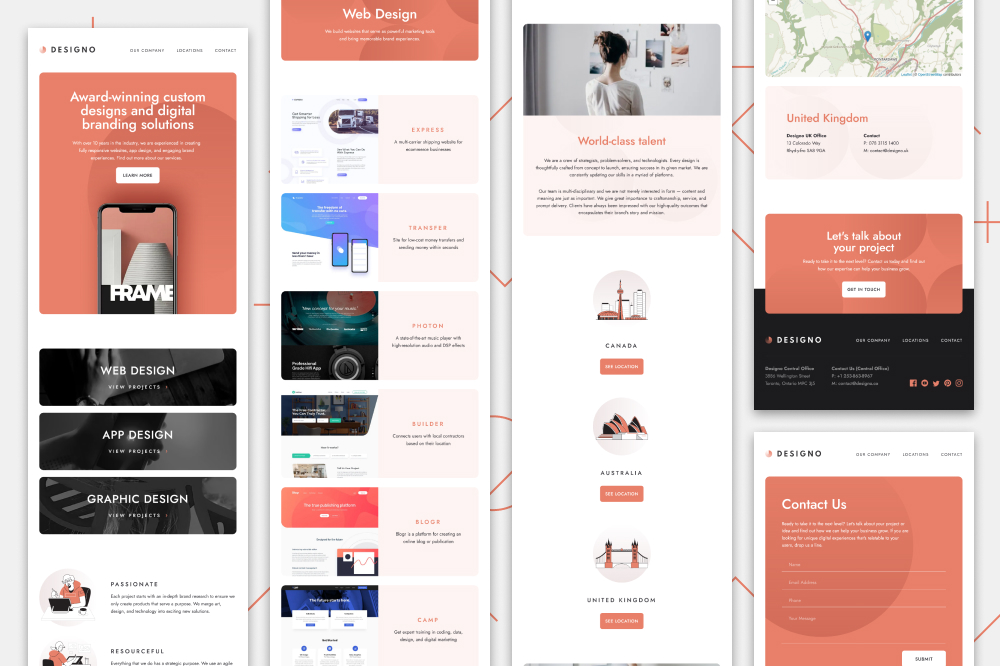 DESIGNO
OUR COMPANY LOCATIONS CONTACT
Award-winning custom
designs and digital
branding solutions
With over 10 years in the industry, we are experienced in creating
fully responsive websites, app design, and engaging brand
experiences. Find out more about our services.
LEARN MORE
FRAME
WEB DESIGN
VIEW PROJECTS
APP DESIGN
VIEW PROJECTS
GRAPHIC DESIGN
VIEW PROJECTS
PASSIONATE
Each project starts with an in-depth brand research to ensure we
only create products that serve a purpose. We merge art,
design, and technology into exciting new solutions.
RESOURCEFUL
Everything that we do has a strategic purpose. We use an agile
Web Design
We build websites that serve as powerful marketing tools
and bring memorable brand experiences.
EXPRESS
A multi-carrier shipping website for
ecommerce businesses
TRANSFER
Site for low-cost money transfers and
sending money within seconds
"New concept for your music."
Professional
Grade Hifi App
PHOTON
A state-of-the-art music player with
high-resolution audio and DSP effects
BUILDER
Connects users with local contractors
based on their location
The true publishing platform
BLOGR
Blogr is a platform for creating an
online blog or publication
The future starts here.
CAMP
Get expert training in coding, data,
design, and digital marketing
World-class talent
We are a crew of strategists, problem-solvers, and technologists. Every design is
thoughtfully crafted from concept to launch, ensuring success in its given market. We are
constantly updating our skills in a myriad of platforms.
Our team is multi-disciplinary and we are not merely interested in form — content and
meaning are just as important. We give great importance to craftsmanship, service, and
prompt delivery. Clients have always been impressed with our high-quality outcomes that
encapsulates their brand's story and mission.
CANADA
SEE LOCATION
AUSTRALIA
SEE LOCATION
UNITED KINGDOM
SEE LOCATION
Leaflet | © OpenStreetMap contributors
United Kingdom
Designo UK Office
13 Colorado Way
Rhyd-y-fro SA8 9GA
Contact
P: 078 3115 1400
M: contact@designo.uk
Let's talk about
your project
Ready to take it to the next level? Contact us today and find out
how our expertise can help your business grow.
GET IN TOUCH
DESIGNO
OUR COMPANY LOCATIONS CONTACT
Designo Central Office
3886 Wellington Street
Toronto, Ontario M9C 3J5
Contact Us (Central Office)
P: +1 253-863-8967
M: contact@designo.co
DESIGNO
OUR COMPANY LOCATIONS CONTACT
Contact Us
Ready to take it to the next level? Let's talk about your project or
idea and find out how we can help your business grow. If you are
looking for unique digital experiences that's relatable to your
users, drop us a line.
Name
Email Address
Phone
Your Message
SUBMIT